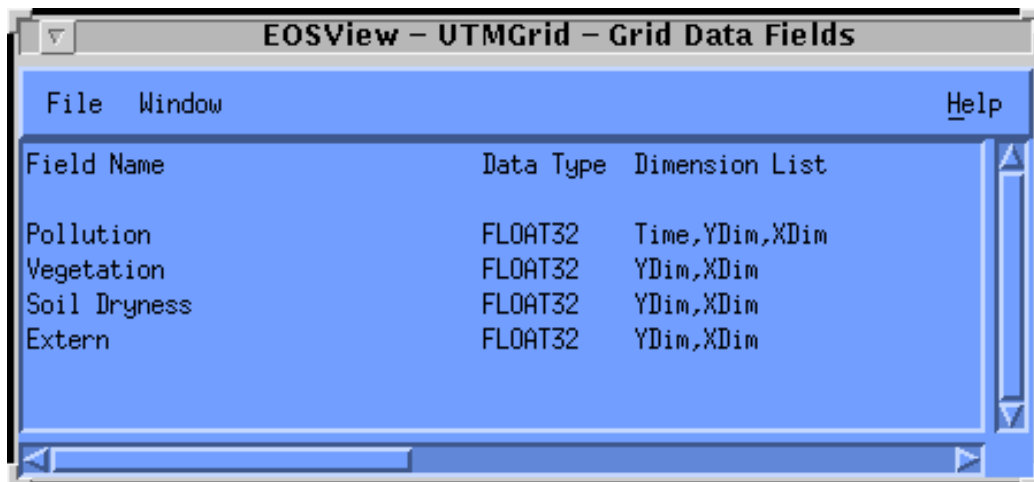 EOSView – UTMGrid – Grid Data Fields
File Window Help
Field Name Data Type Dimension List
Pollution FLOAT32 Time,YDim,XDim
Vegetation FLOAT32 YDim,XDim
Soil Dryness FLOAT32 YDim,XDim
Extern FLOAT32 YDim,XDim